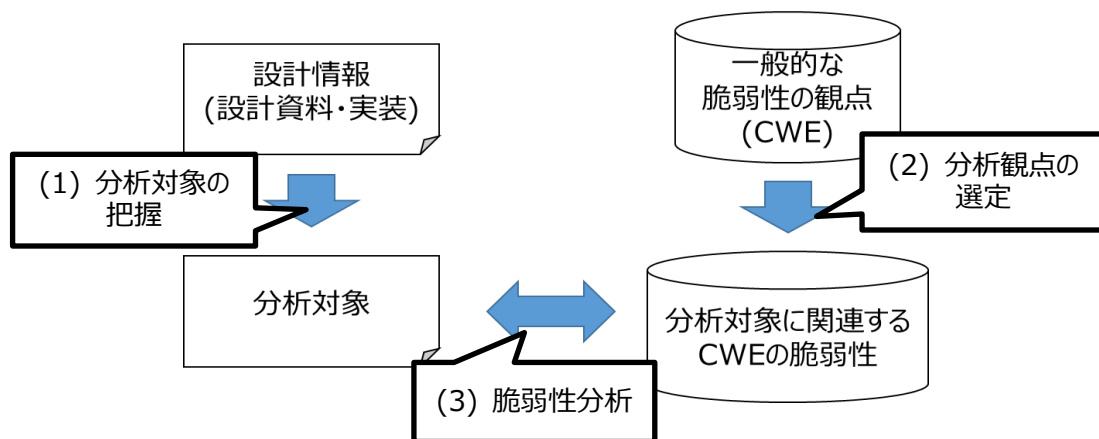 設計情報
(設計資料・実装)
一般的な
脆弱性の観点
(CWE)
(1) 分析対象の
把握
(2) 分析観点の
選定
分析対象
分析対象に関連する
CWEの脆弱性
(3) 脆弱性分析